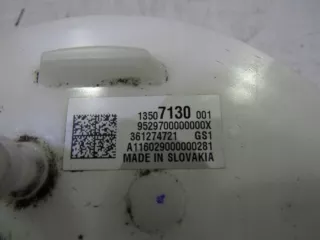 13507130 001
9529700000000X
361274721 GS1
A116029000000281
MADE IN SLOVAKIA